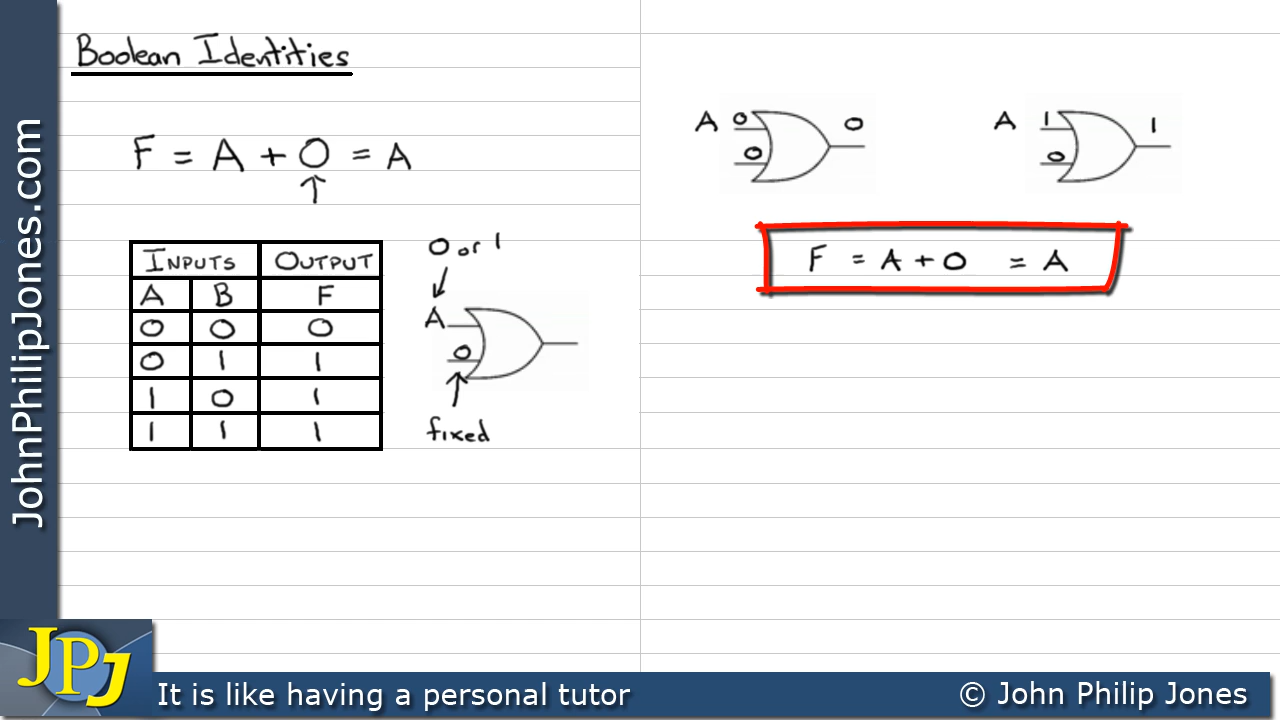 Boolean Identities
F = A + 0 = A
↑
INPUTS OUTPUT
A B F
0 0 0
0 1 1
1 0 1
1 1 1
0 or 1
A
0
fixed
A 0 0
0
A 1 1
0
F = A + 0 = A
JohnPhilipJones.com
JPJ
It is like having a personal tutor
© John Philip Jones